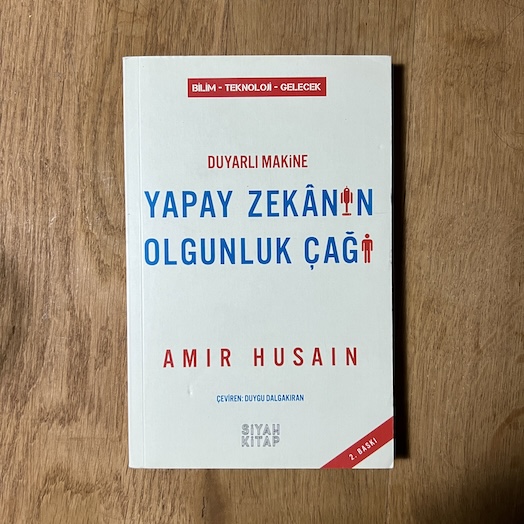 BİLİM - TEKNOLOJİ - GELECEK
DUYARLI MAKİNE
YAPAY ZEKÂNIN
OLGUNLUK ÇAĞI
AMIR HUSAIN
ÇEVİREN: DUYGU DALGAKIRAN
SİYAH
KİTAP
2. BASKI